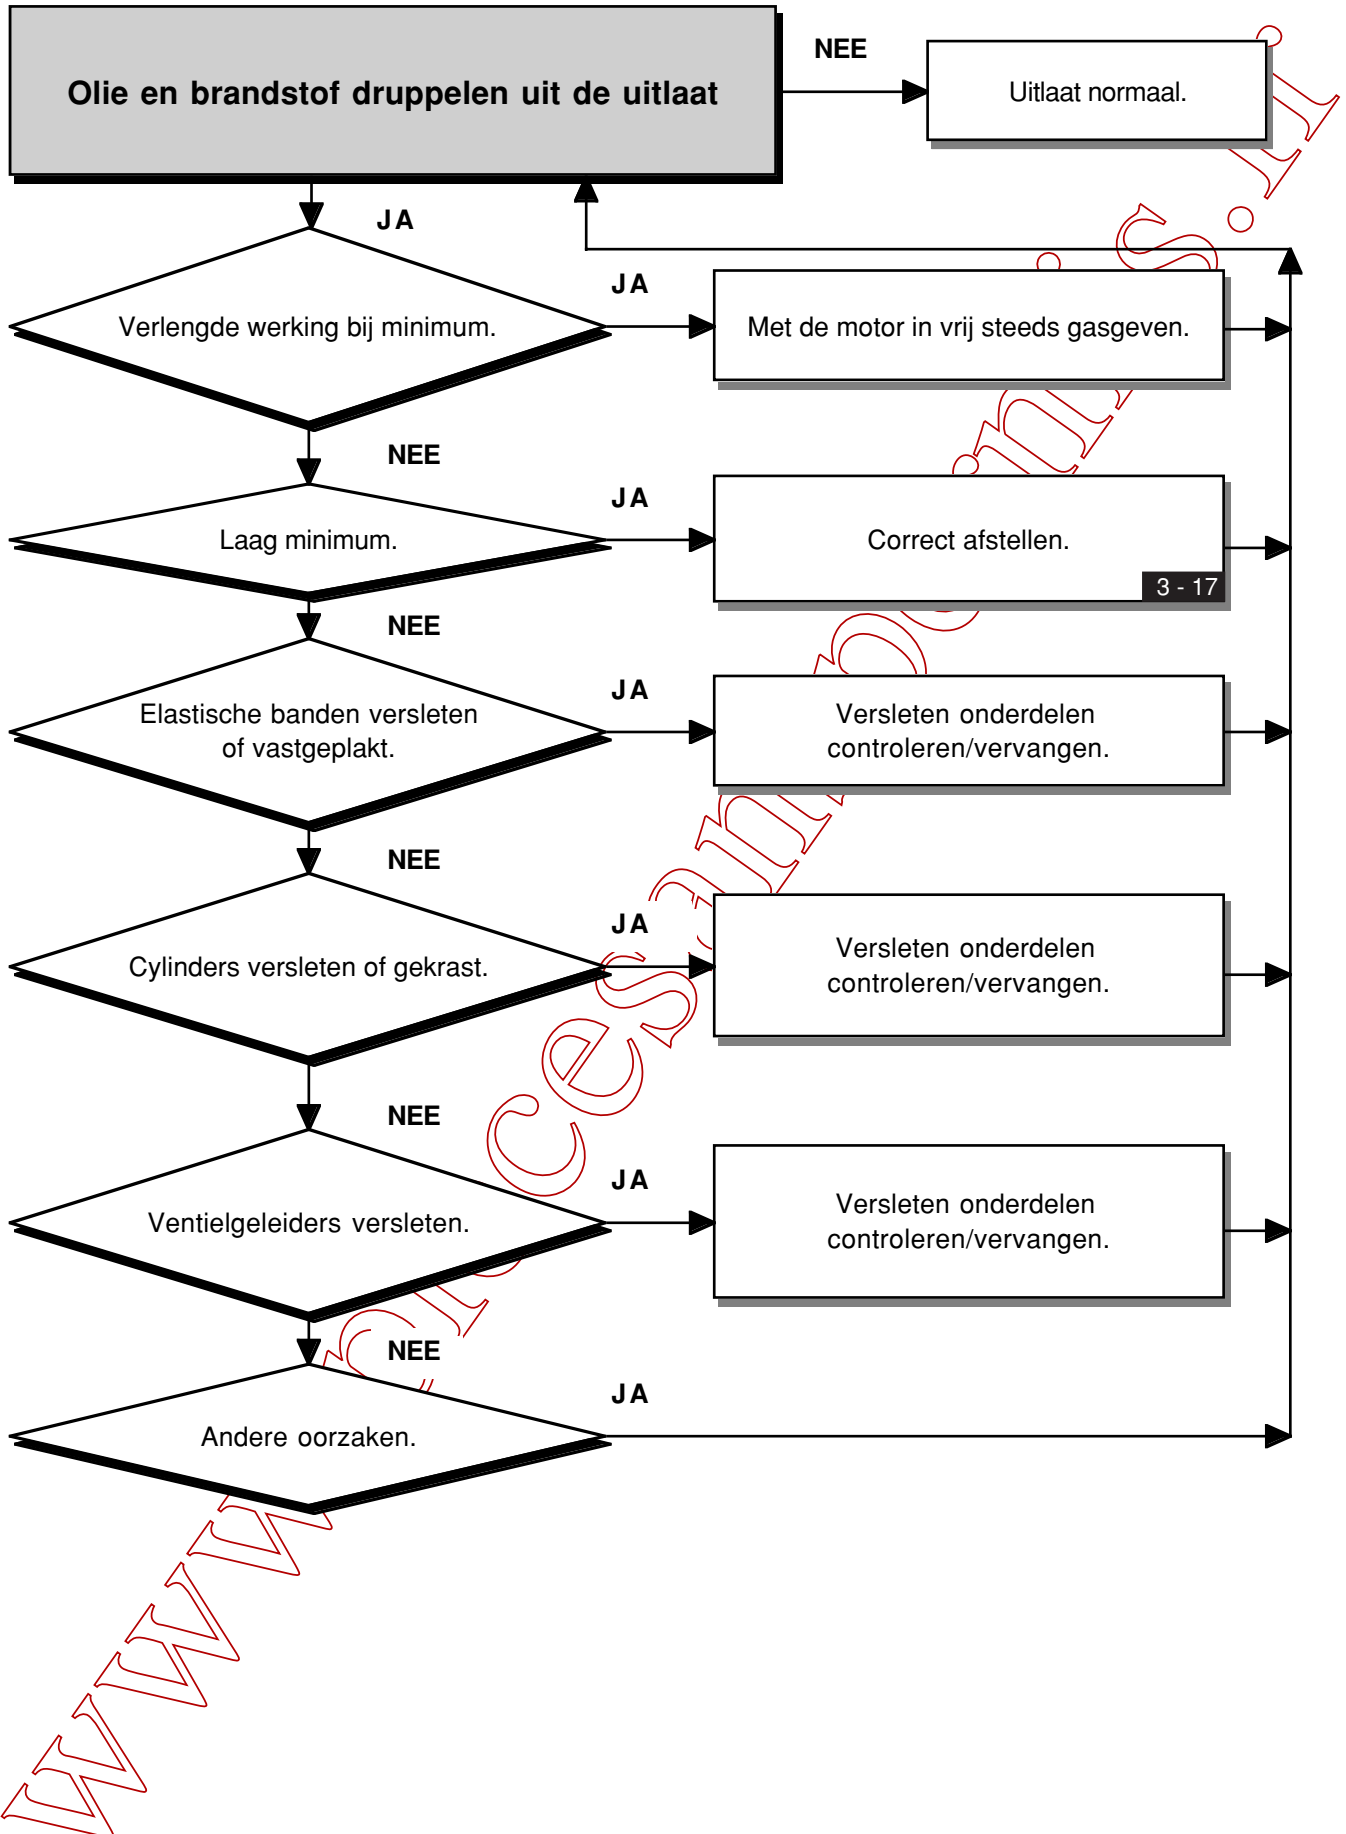 Olie en brandstof druppelen uit de uitlaat
NEE
Uitlaat normaal.
JA
Verlengde werking bij minimum.
JA
Met de motor in vrij steeds gasgeven.
NEE
Laag minimum.
JA
Correct afstellen.
3 - 17
NEE
Elastische banden versleten
of vastgeplakt.
JA
Versleten onderdelen
controleren/vervangen.
NEE
Cylinders versleten of gekrast.
JA
Versleten onderdelen
controleren/vervangen.
NEE
Ventielgeleiders versleten.
JA
Versleten onderdelen
controleren/vervangen.
NEE
Andere oorzaken.
JA